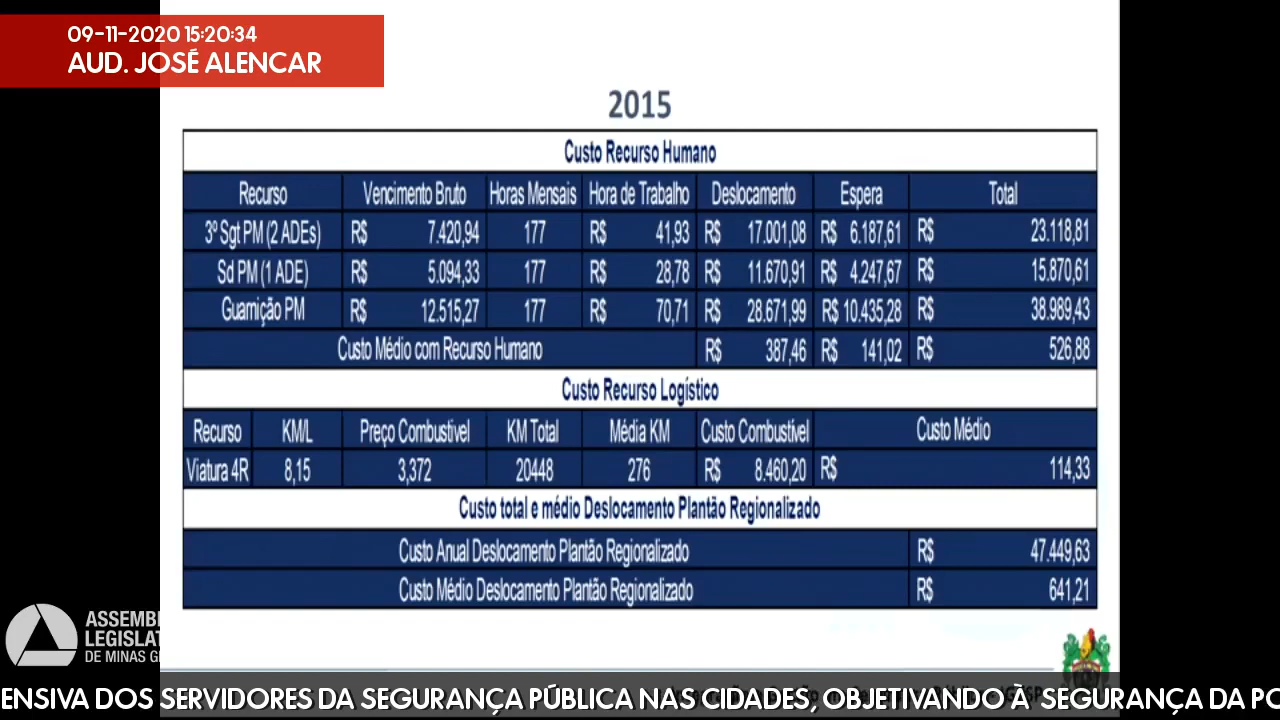 09-11-2020 15:20:34
AUD. JOSÉ ALENCAR
2015
Custo Recurso Humano
Recurso Vencimento Bruto Horas Mensais Hora de Trabalho Deslocamento Espera Total
3º Sgt PM (2 ADEs) R$ 7.420,94 177 R$ 41,93 R$ 17.001,08 R$ 6.187,61 R$ 23.118,81
Sd PM (1 ADE) R$ 5.094,33 177 R$ 28,78 R$ 11.670,91 R$ 4.247,67 R$ 15.870,61
Guarnição PM R$ 12.515,27 177 R$ 70,71 R$ 28.671,99 R$ 10.435,28 R$ 38.989,43
Custo Médio com Recurso Humano R$ 387,46 R$ 141,02 R$ 526,88
Custo Recurso Logístico
Recurso KM/L Preço Combustível KM Total Média KM Custo Combustível Custo Médio
Viatura 4R 8,15 3,372 20448 276 R$ 8.460,20 R$ 114,33
Custo total e médio Deslocamento Plantão Regionalizado
Custo Anual Deslocamento Plantão Regionalizado R$ 47.449,63
Custo Médio Deslocamento Plantão Regionalizado R$ 641,21
ASSEMBL
LEGISLAT
DE MINAS G
ENSIVA DOS SERVIDORES DA SEGURANÇA PÚBLICA NAS CIDADES, OBJETIVANDO À SEGURANÇA DA PO